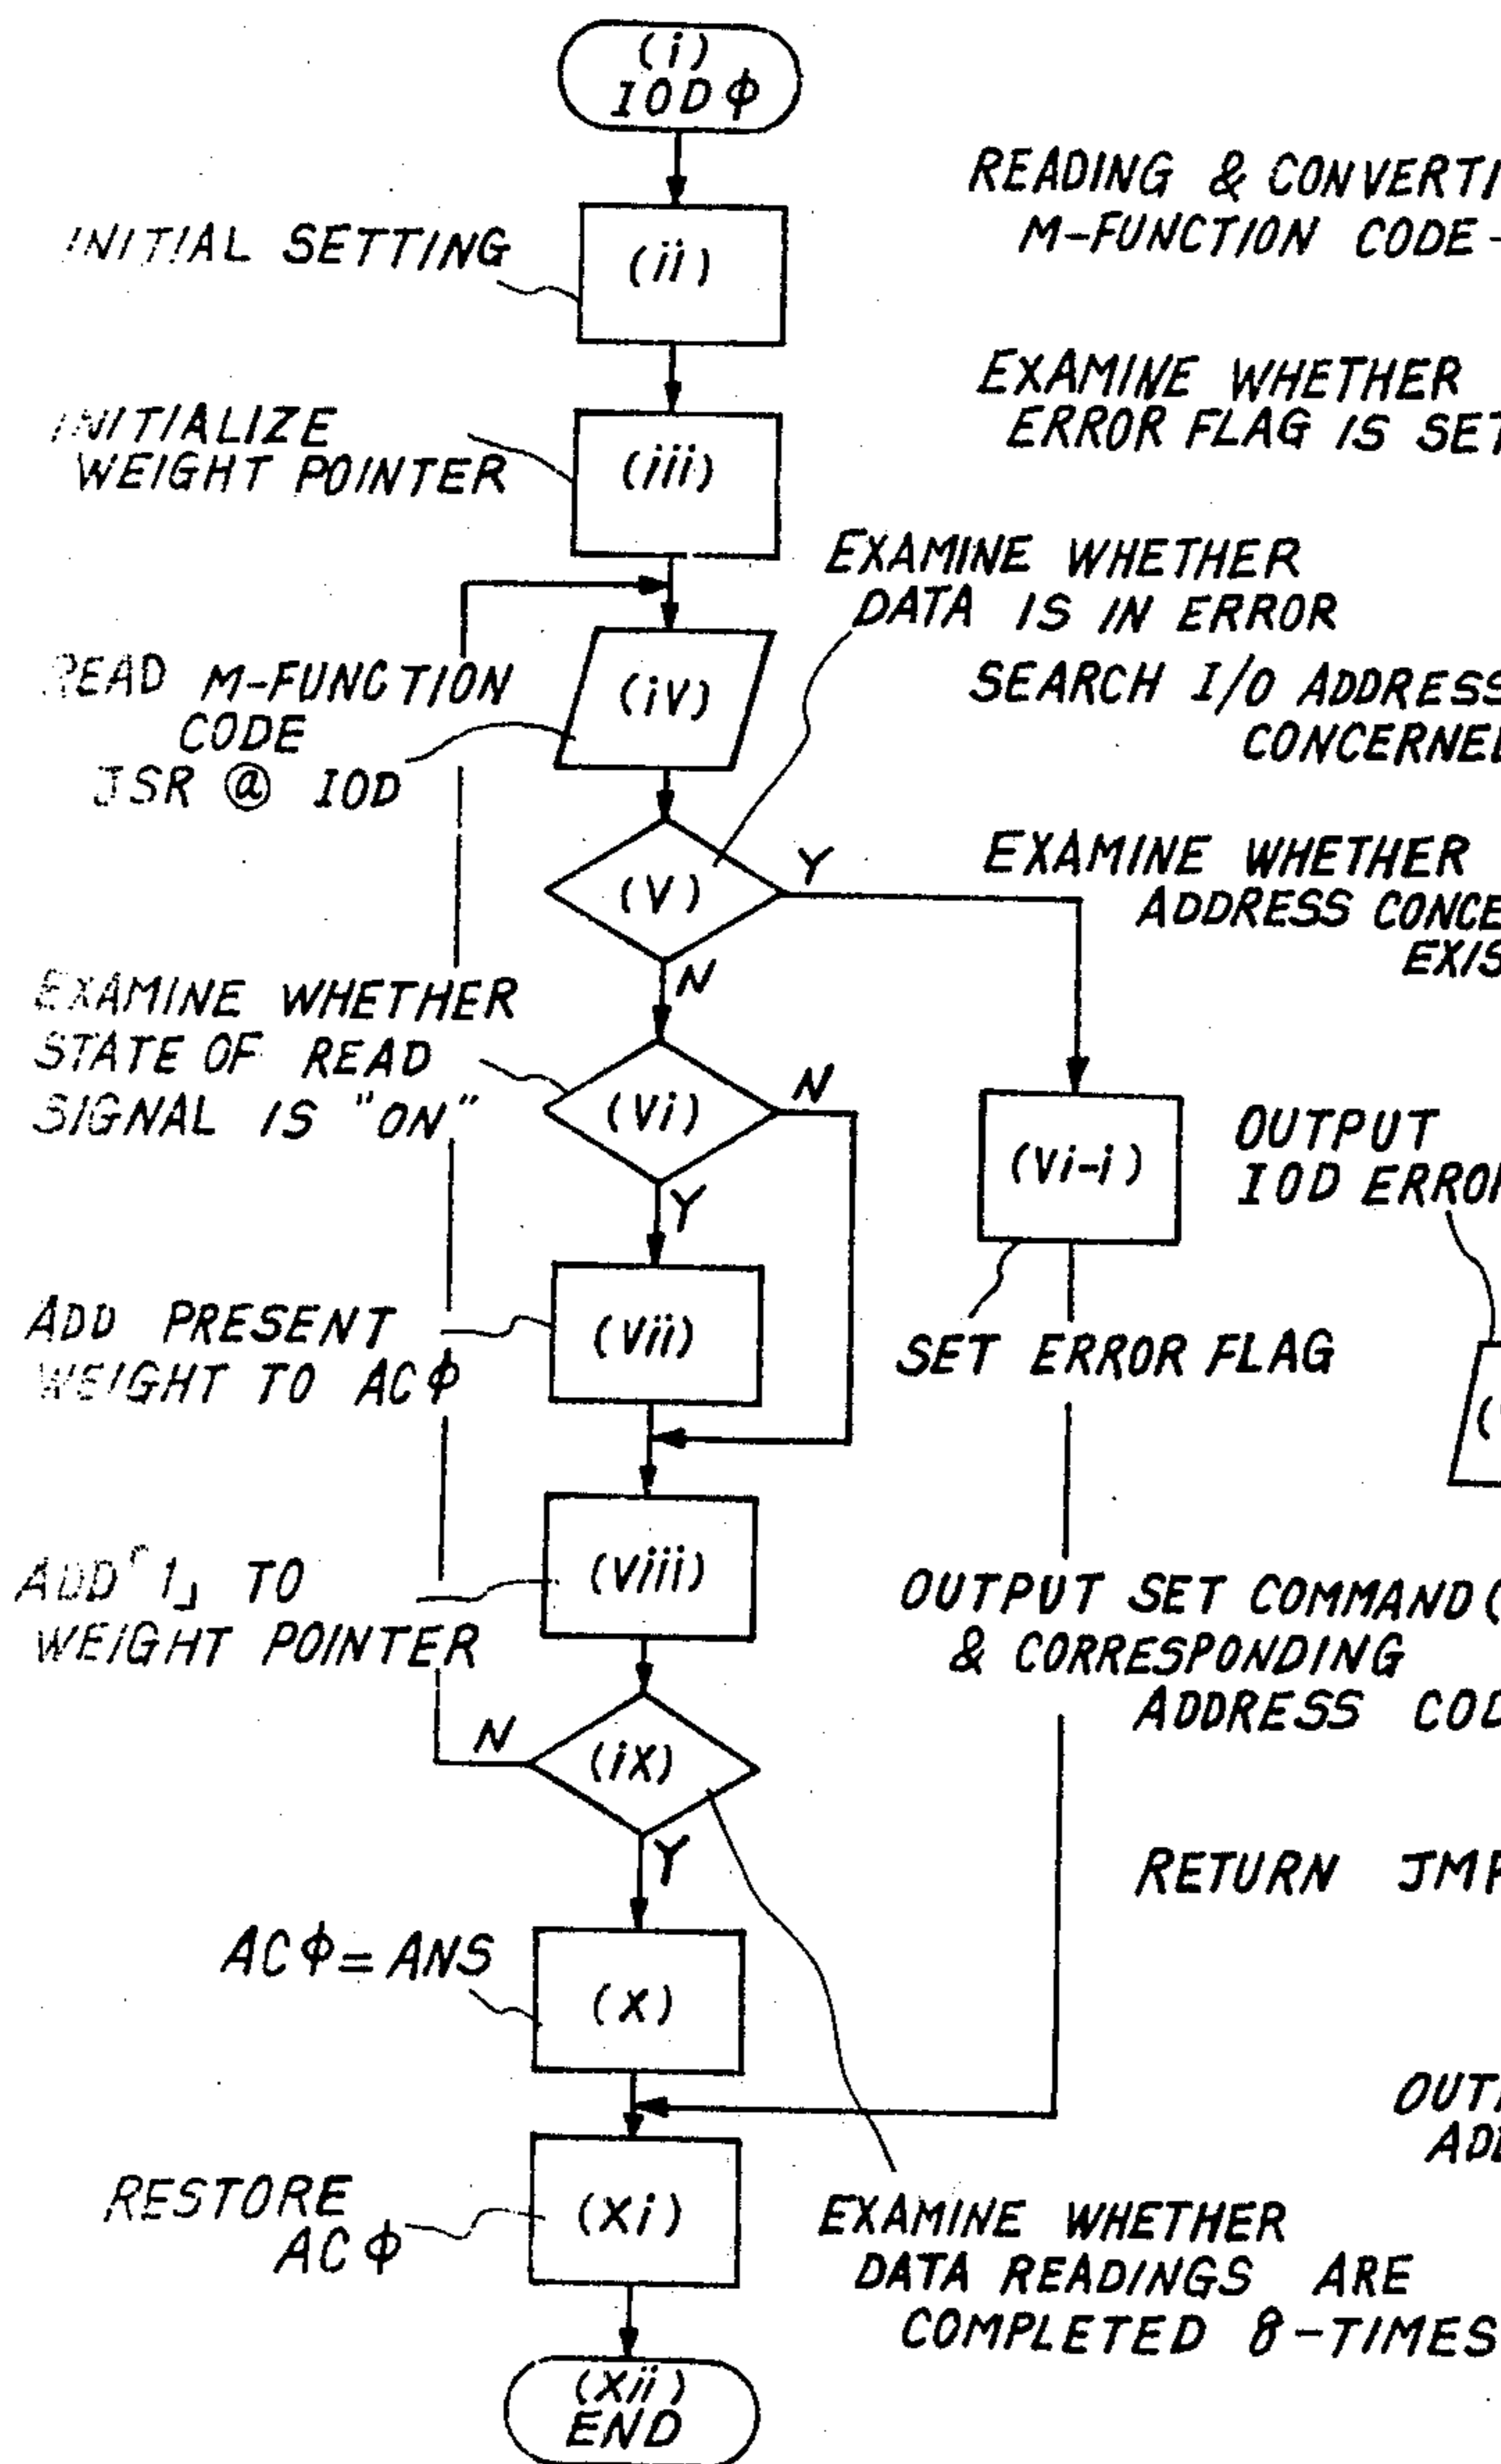 (i)
IODφ
INITIAL SETTING
(ii)
INITIALIZE
WEIGHT POINTER
(iii)
READ M-FUNCTION
CODE
JSR @ IOD
(iV)
EXAMINE WHETHER
DATA IS IN ERROR
(V)
Y
N
EXAMINE WHETHER
STATE OF READ
SIGNAL IS "ON"
(Vi)
N
Y
(Vi-i)
SET ERROR FLAG
ADD PRESENT
WEIGHT TO ACφ
(Vii)
ADD「1」TO
WEIGHT POINTER
(Viii)
N
(iX)
Y
EXAMINE WHETHER
DATA READINGS ARE
COMPLETED 8-TIMES
ACφ=ANS
(X)
RESTORE
ACφ
(Xi)
(Xii)
END
READING & CONVERTI
M-FUNCTION CODE-
EXAMINE WHETHER
ERROR FLAG IS SET
SEARCH I/O ADDRESS
CONCERNED
EXAMINE WHETHER
ADDRESS CONCE
EXIS
OUTPUT
IOD ERROR
OUTPUT SET COMMAND (
& CORRESPONDING
ADDRESS COD
RETURN JMP
OUT
ADD